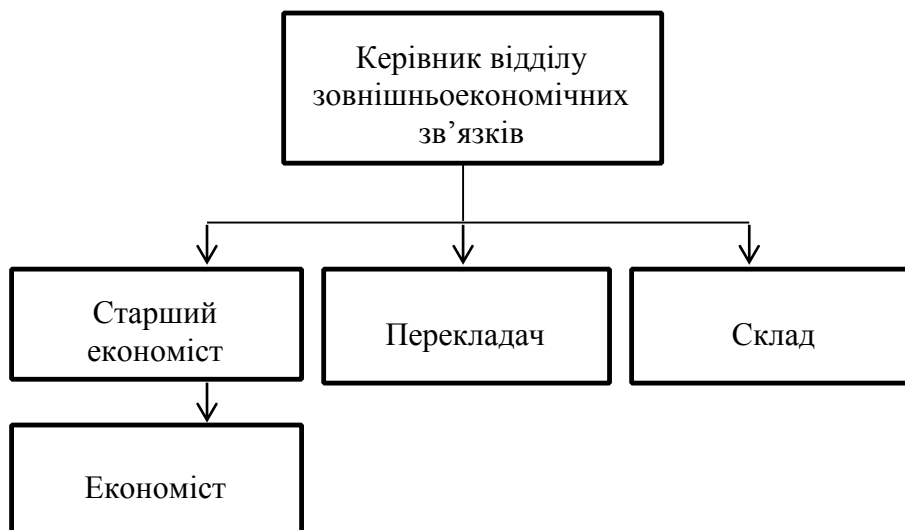 Керівник відділу
зовнішньоекономічних
зв’язків
Старший
економіст
Перекладач
Склад
Економіст